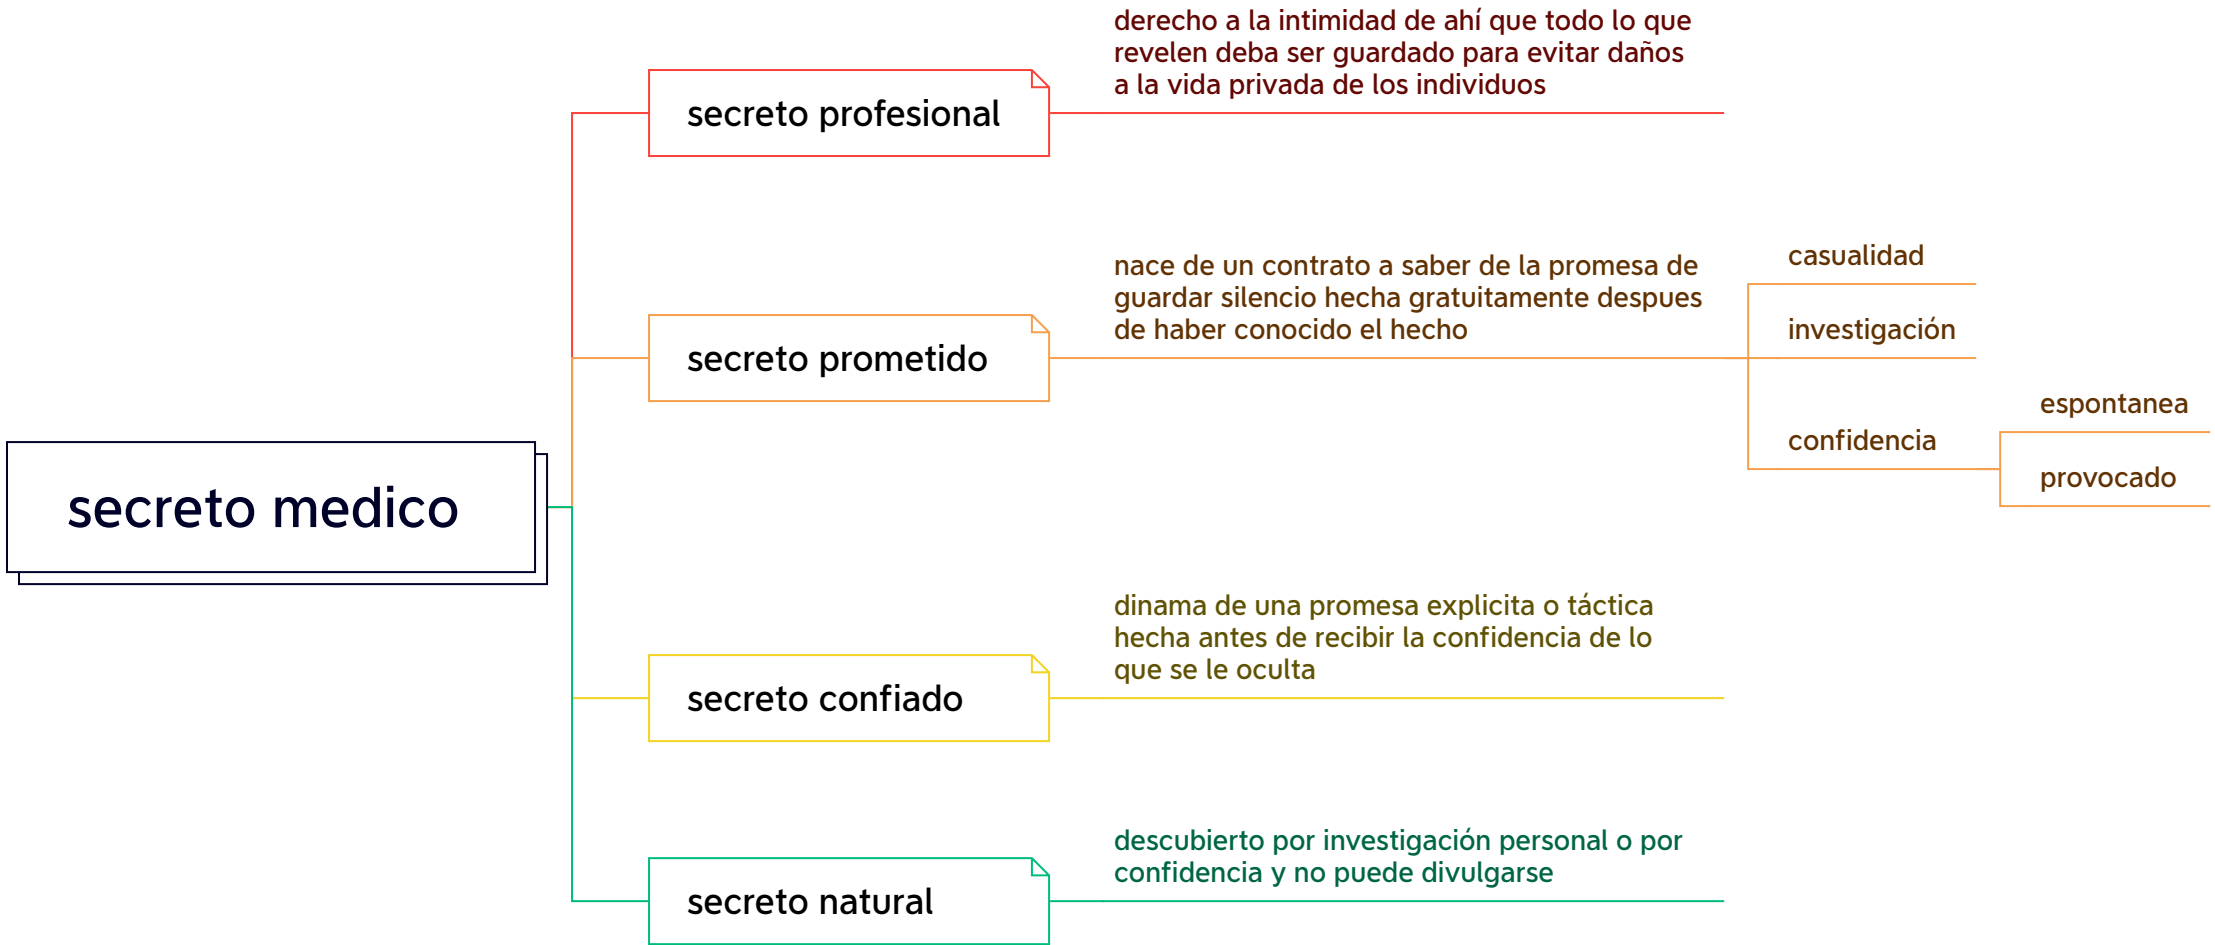 secreto medico
secreto profesional
derecho a la intimidad de ahí que todo lo que
revelen deba ser guardado para evitar daños
a la vida privada de los individuos
secreto prometido
nace de un contrato a saber de la promesa de
guardar silencio hecha gratuitamente despues
de haber conocido el hecho
casualidad
investigación
confidencia
espontanea
provocado
secreto confiado
dinama de una promesa explicita o táctica
hecha antes de recibir la confidencia de lo
que se le oculta
secreto natural
descubierto por investigación personal o por
confidencia y no puede divulgarse